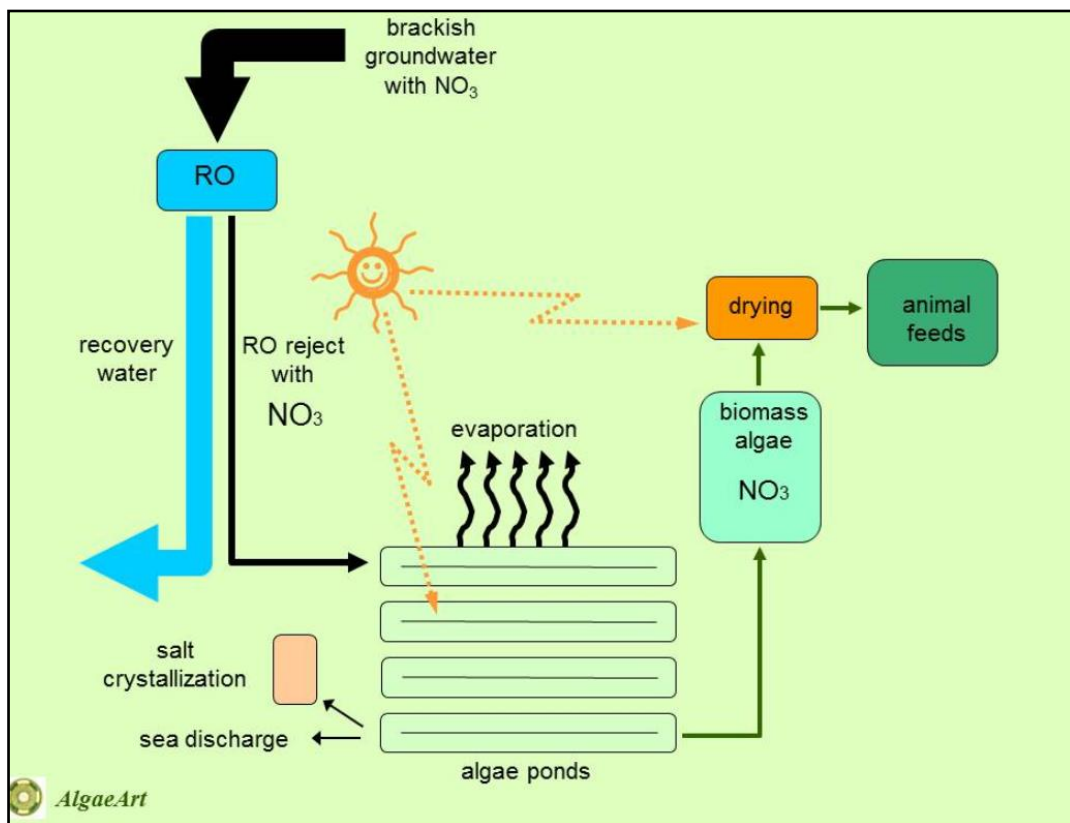 brackish
groundwater
with NO₃
RO
recovery
water
RO reject
with
NO₃
evaporation
drying
animal
feeds
biomass
algae
NO₃
salt
crystallization
sea discharge
algae ponds
AlgaeArt